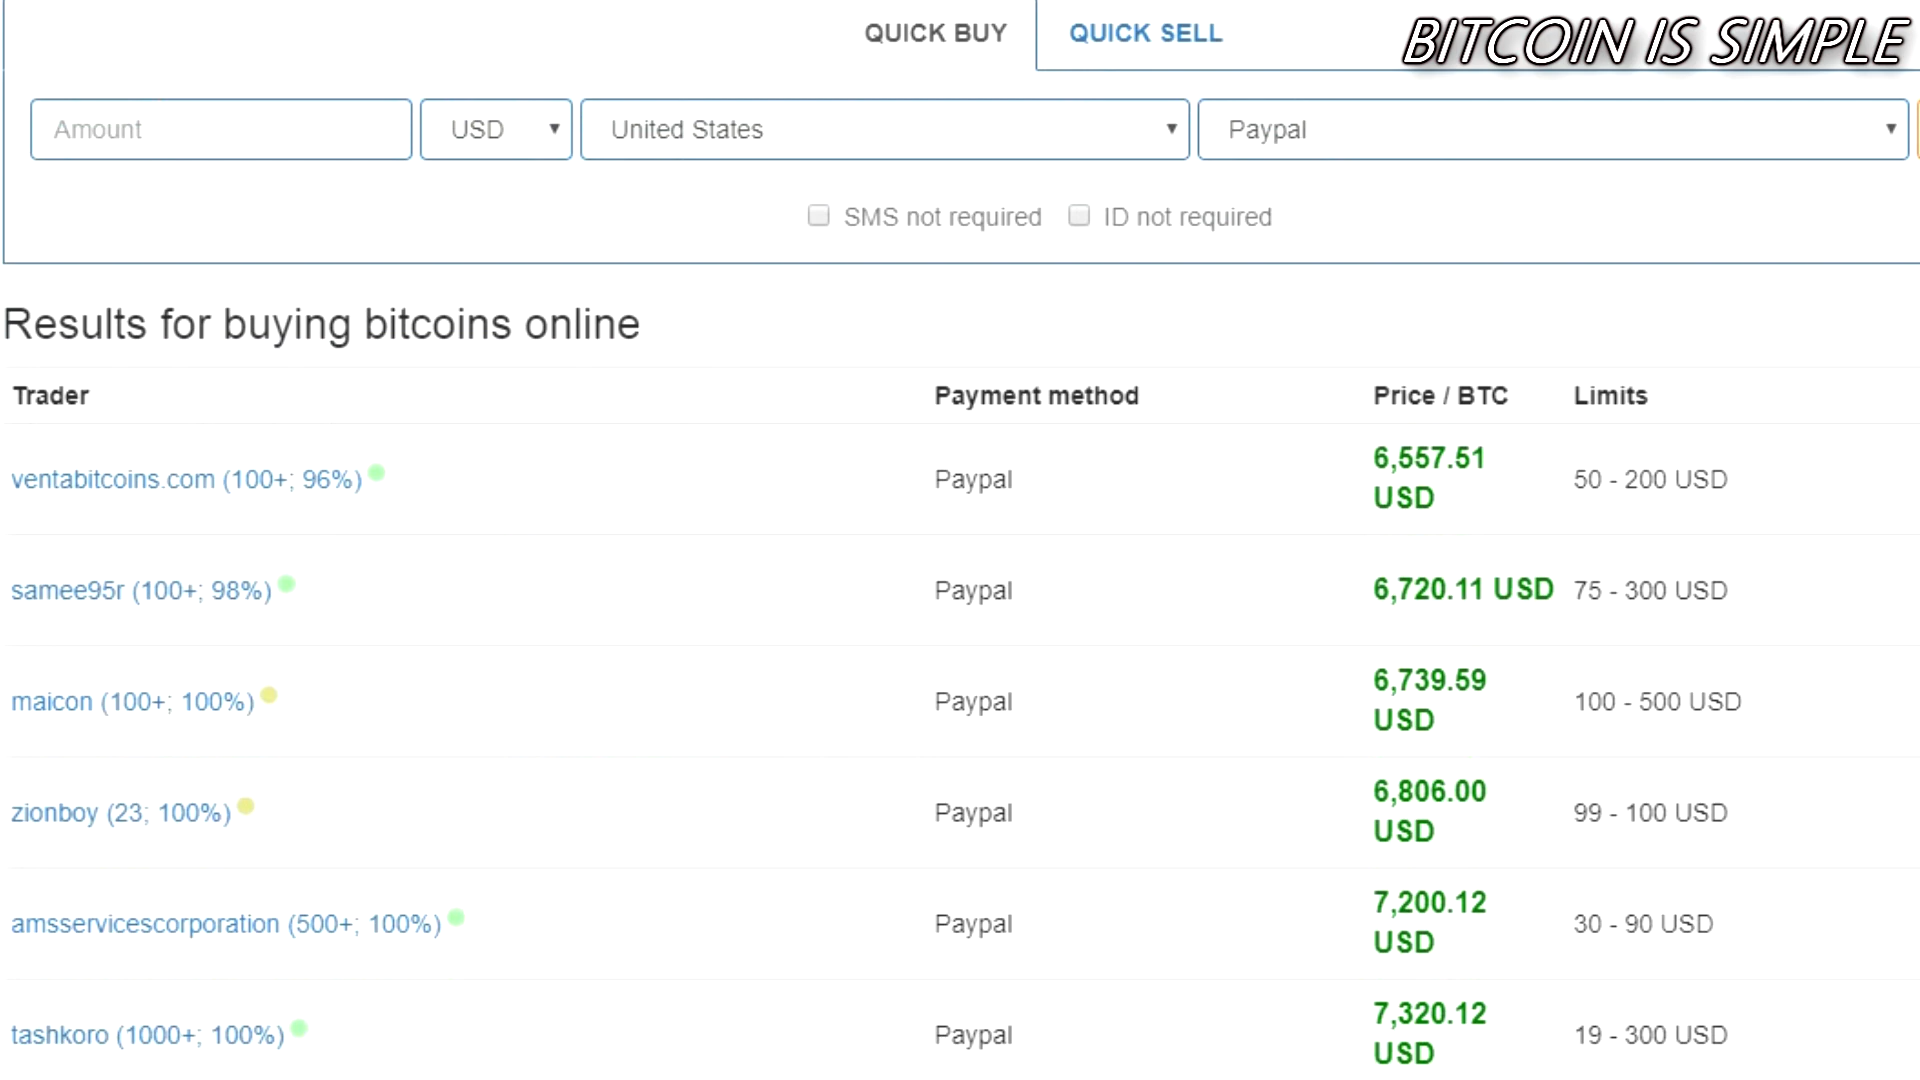 QUICK BUY QUICK SELL BITCOIN IS SIMPLE
Amount USD United States Paypal
SMS not required ID not required
Results for buying bitcoins online
Trader Payment method Price / BTC Limits
ventabitcoins.com (100+; 96%) Paypal 6,557.51 USD 50 - 200 USD
samee95r (100+; 98%) Paypal 6,720.11 USD 75 - 300 USD
maicon (100+; 100%) Paypal 6,739.59 USD 100 - 500 USD
zionboy (23; 100%) Paypal 6,806.00 USD 99 - 100 USD
amsservicescorporation (500+; 100%) Paypal 7,200.12 USD 30 - 90 USD
tashkoro (1000+; 100%) Paypal 7,320.12 USD 19 - 300 USD